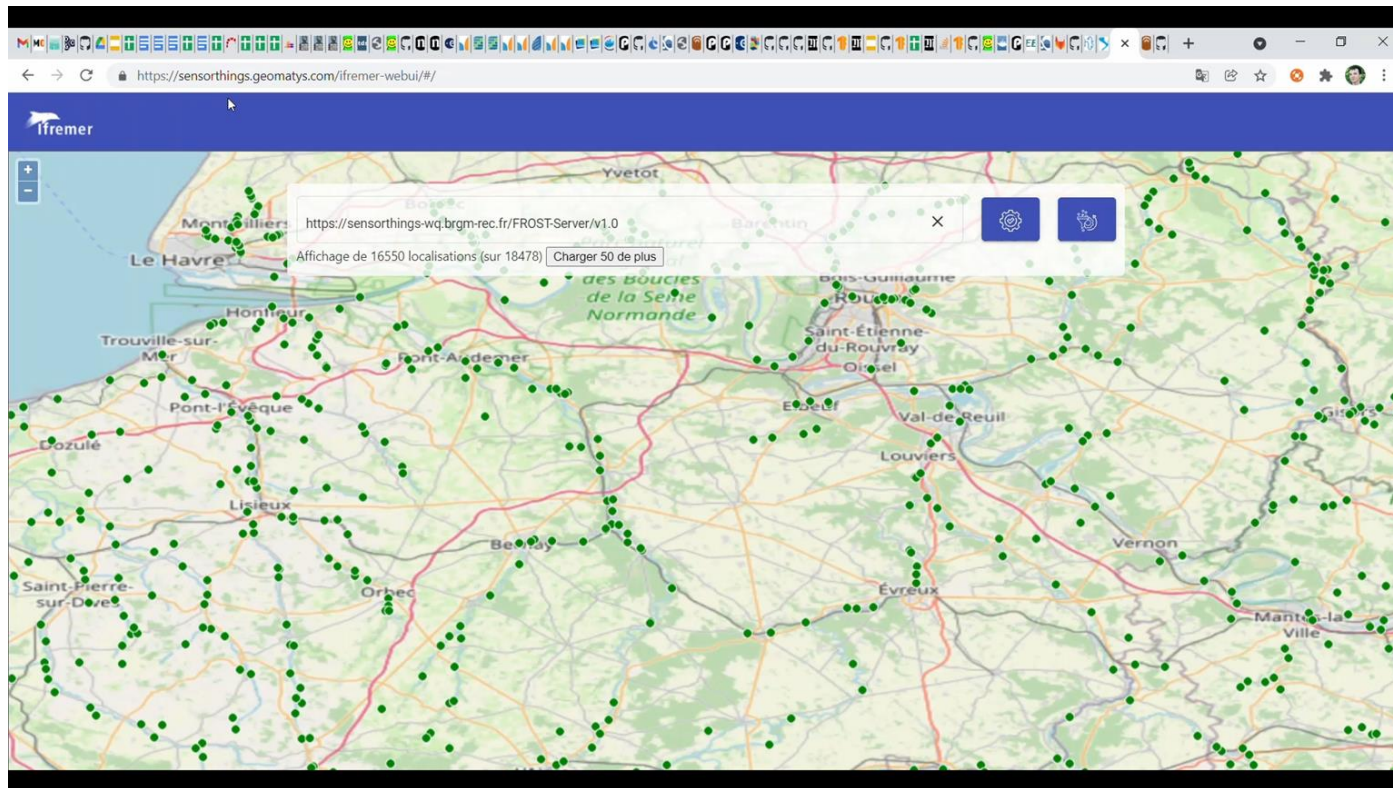 https://sensorthings.geomatys.com/ifremer-webui/#/
Ifremer
+
−
Yvetot
https://sensorthings-wq.brgm-rec.fr/FROST-Server/v1.0
Barentin
Affichage de 16550 localisations (sur 18478) Charger 50 de plus
Le Havre
des Boucles
de la Seine
Normande
Bois-Guillaume
Honfleur
Trouville-sur-
Mer
Saint-Étienne-
du-Rouvray
Oissel
Pont-Audemer
Pont-l'Évêque
Elbeuf
Val-de-Reuil
Dozulé
Louviers
Lisieux
Bernay
Vernon
Saint-Pierre-
sur-Dives
Orbec
Évreux
Mantes-la-
Ville